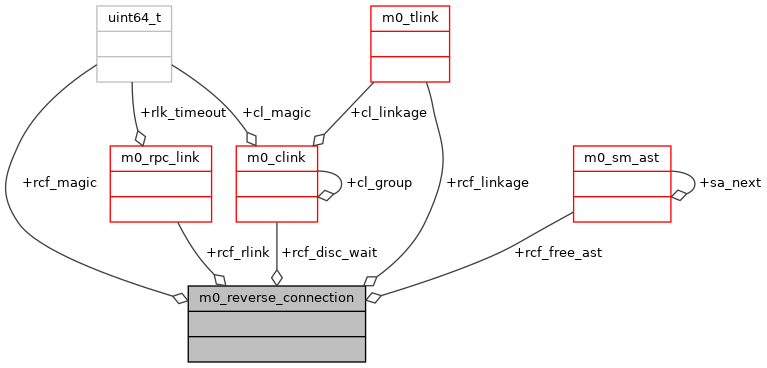 uint64_t
m0_tlink
+rlk_timeout
+cl_magic
+cl_linkage
m0_rpc_link
m0_clink
m0_sm_ast
+rcf_magic
+cl_group
+rcf_linkage
+sa_next
+rcf_rlink
+rcf_disc_wait
+rcf_free_ast
m0_reverse_connection